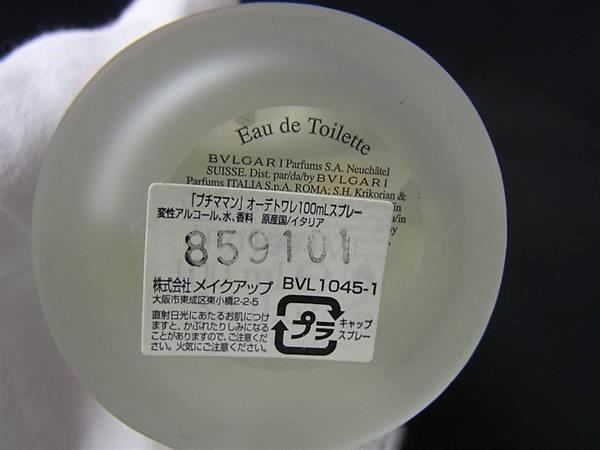 Eau de Toilette
BVLGARI Parfums S.A. Neuchâtel
SUISSE. Dist. par/da/by BVLGARI
Parfums ITALIA S.p.A. ROMA; S.H. Krikorian &
in
/in
「プチママン」オーデトワレ100mLスプレー
変性アルコール、水、香料 原産国/イタリア
859101
株式会社メイクアップ BVL1045-1
大阪市東成区東小橋2-2-5
直射日光にあたるお肌につけ
ますと、かぶれたりしみになる
ことがありますので、ご注意くださ
い。火気にご注意ください。
プラ
キャップ
スプレー